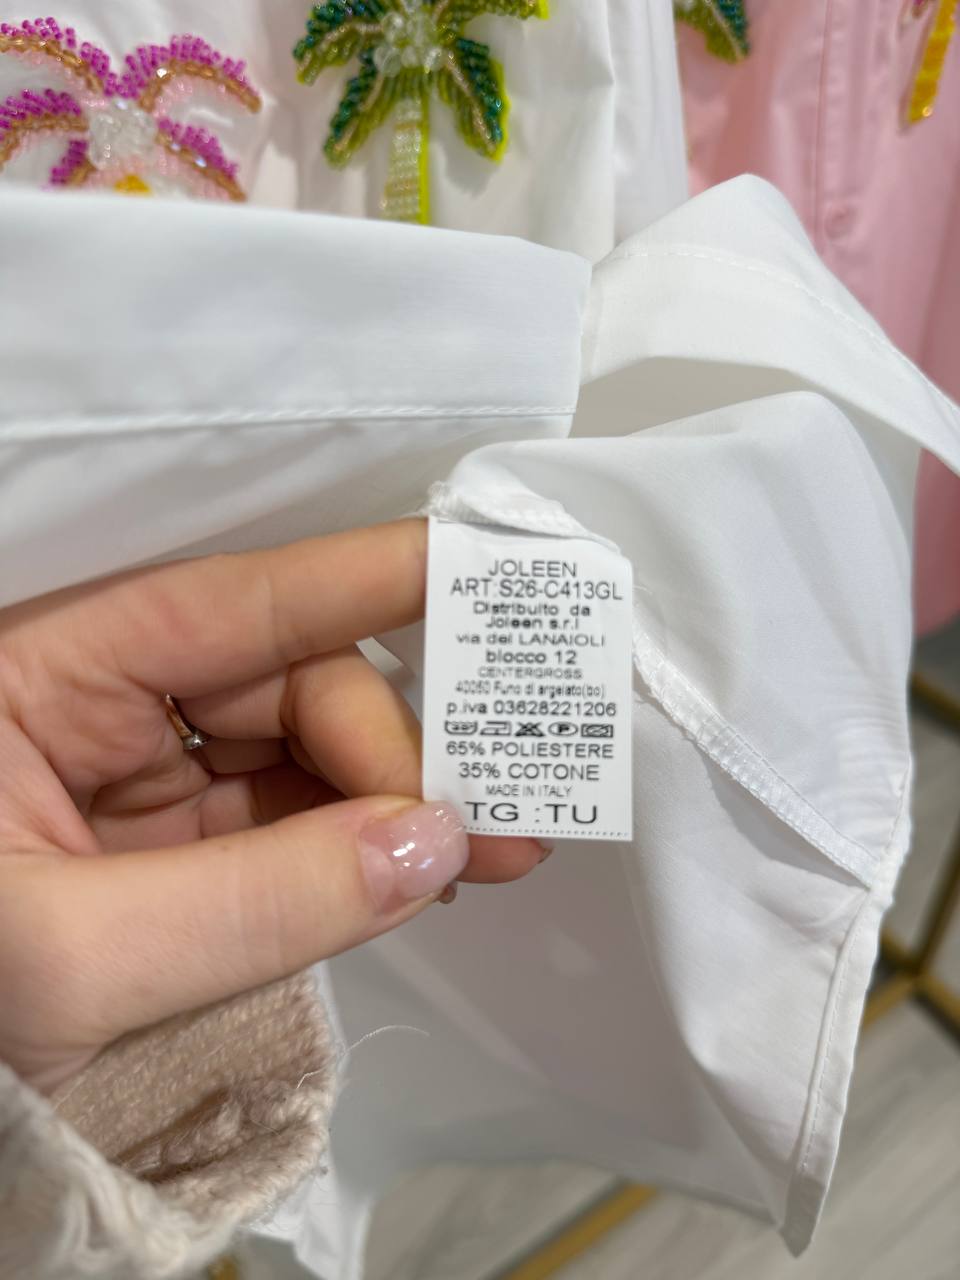 JOLEEN
ART:S26-C413GL
Distribuito da
Joleen s.r.l
via dei LANAIOLI
blocco 12
CENTERGROSS
40050 Funo di argelato(bo)
p.iva 03628221206
65% POLIESTERE
35% COTONE
MADE IN ITALY
TG :TU